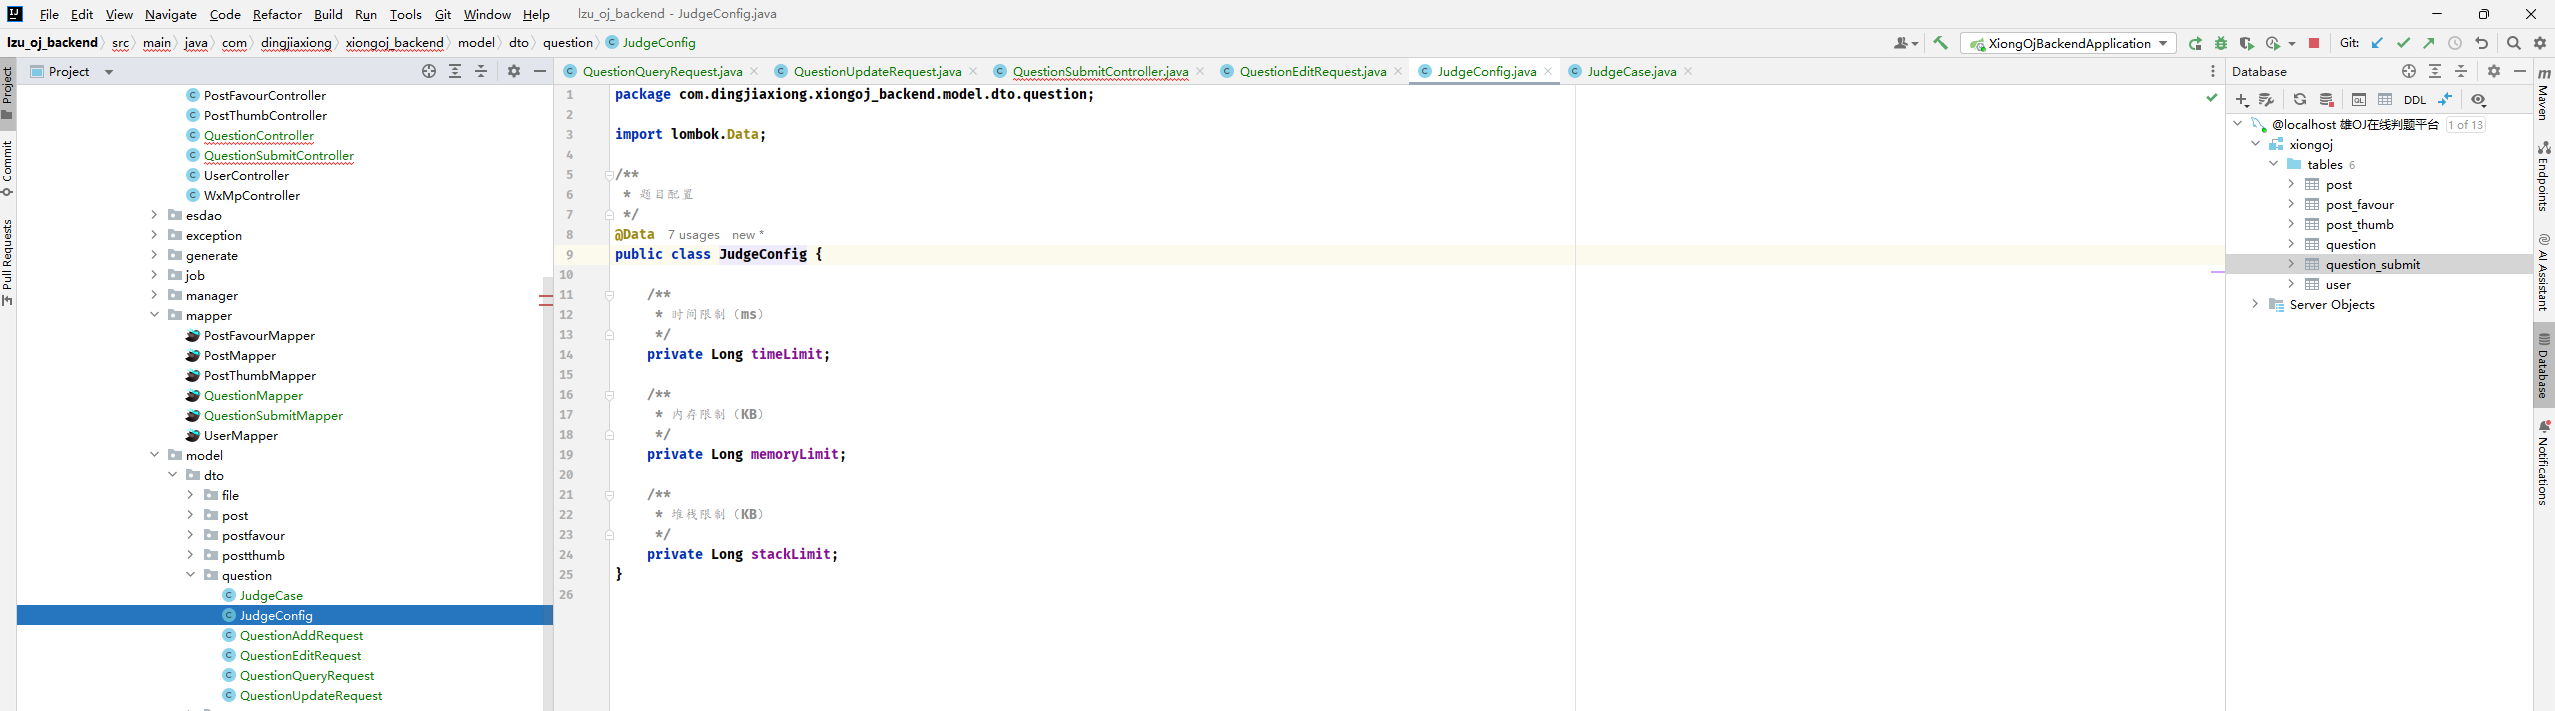 File Edit View Navigate Code Refactor Build Run Tools Git Window Help lzu_oj_backend - JudgeConfig.java
lzu_oj_backend src main java com dingjiaxiong xiongoj_backend model dto question JudgeConfig XiongOjBackendApplication Git:
Project
QuestionQueryRequest.java QuestionUpdateRequest.java QuestionSubmitController.java QuestionEditRequest.java JudgeConfig.java JudgeCase.java
Database
Project
Commit
Pull Requests
PostFavourController
PostThumbController
QuestionController
QuestionSubmitController
UserController
WxMpController
esdao
exception
generate
job
manager
mapper
PostFavourMapper
PostMapper
PostThumbMapper
QuestionMapper
QuestionSubmitMapper
UserMapper
model
dto
file
post
postfavour
postthumb
question
JudgeCase
JudgeConfig
QuestionAddRequest
QuestionEditRequest
QuestionQueryRequest
QuestionUpdateRequest
1 package com.dingjiaxiong.xiongoj_backend.model.dto.question;
2
3 import lombok.Data;
4
5 /**
6 * 题目配置
7 */
8 @Data 7 usages new *
9 public class JudgeConfig {
10
11 /**
12 * 时间限制（ms）
13 */
14 private Long timeLimit;
15
16 /**
17 * 内存限制（KB）
18 */
19 private Long memoryLimit;
20
21 /**
22 * 堆栈限制（KB）
23 */
24 private Long stackLimit;
25 }
26
QL DDL
@localhost 雄OJ在线判题平台 1 of 13
xiongoj
tables 6
post
post_favour
post_thumb
question
question_submit
user
Server Objects
Maven
Endpoints
AI Assistant
Database
Notifications